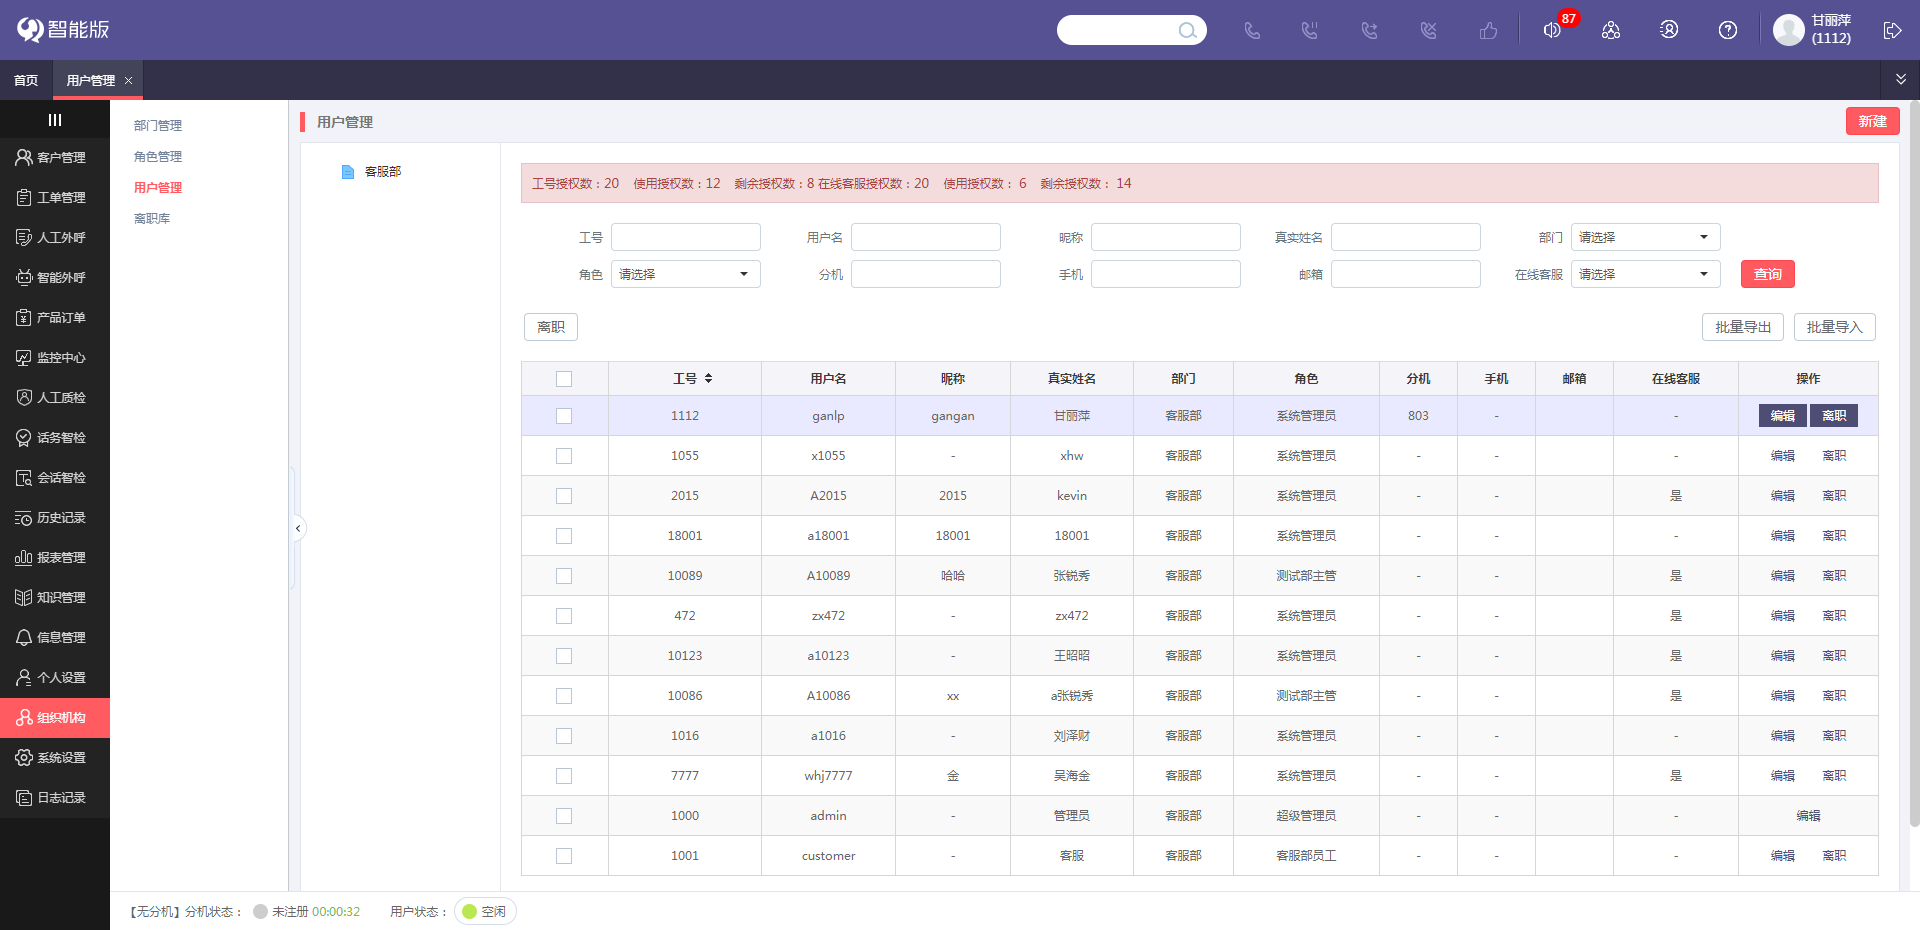 智能版
87
甘丽萍
(1112)
首页
用户管理
客户管理
工单管理
人工外呼
智能外呼
产品订单
监控中心
人工质检
话务智检
会话智检
历史记录
报表管理
知识管理
信息管理
个人设置
组织机构
系统设置
日志记录
部门管理
角色管理
用户管理
离职库
用户管理 新建
客服部
工号授权数：20 使用授权数：12 剩余授权数：8 在线客服授权数：20 使用授权数： 6 剩余授权数： 14
工号 用户名 昵称 真实姓名 部门 请选择
角色 请选择 分机 手机 邮箱 在线客服 请选择 查询
离职 批量导出 批量导入
工号 用户名 昵称 真实姓名 部门 角色 分机 手机 邮箱 在线客服 操作
1112 ganlp gangan 甘丽萍 客服部 系统管理员 803 - - 编辑 离职
1055 x1055 - xhw 客服部 系统管理员 - - - 编辑 离职
2015 A2015 2015 kevin 客服部 系统管理员 - - 是 编辑 离职
18001 a18001 18001 18001 客服部 系统管理员 - - - 编辑 离职
10089 A10089 哈哈 张锐秀 客服部 测试部主管 - - 是 编辑 离职
472 zx472 - zx472 客服部 系统管理员 - - 是 编辑 离职
10123 a10123 - 王昭昭 客服部 系统管理员 - - 是 编辑 离职
10086 A10086 xx a张锐秀 客服部 测试部主管 - - 是 编辑 离职
1016 a1016 - 刘泽财 客服部 系统管理员 - - - 编辑 离职
7777 whj7777 金 吴海金 客服部 系统管理员 - - 是 编辑 离职
1000 admin - 管理员 客服部 超级管理员 - - - 编辑
1001 customer - 客服 客服部 客服部员工 - - - 编辑 离职
【无分机】分机状态： 未注册 00:00:32 用户状态： 空闲